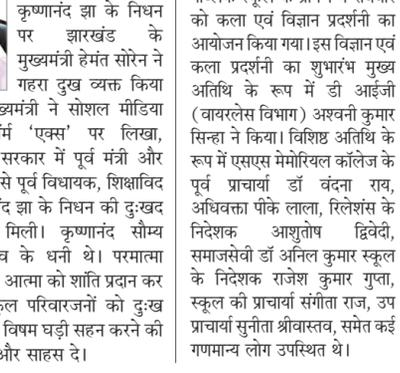 कृष्णानंद झा के निधन
पर झारखंड के
मुख्यमंत्री हेमंत सोरेन ने
गहरा दुख व्यक्त किया
ख्यमंत्री ने सोशल मीडिया
र्म ‘एक्स’ पर लिखा,
सरकार में पूर्व मंत्री और
से पूर्व विधायक, शिक्षाविद
द झा के निधन की दुःखद
मिली। कृष्णानंद सौम्य
व के धनी थे। परमात्मा
आत्मा को शांति प्रदान कर
परिवारजनों को दुःख
विषम घड़ी सहन करने की
और साहस दे।
को कला एवं विज्ञान प्रदर्शनी का
आयोजन किया गया। इस विज्ञान एवं
कला प्रदर्शनी का शुभारंभ मुख्य
अतिथि के रूप में डी आईजी
(वायरलेस विभाग) अश्वनी कुमार
सिन्हा ने किया। विशिष्ठ अतिथि के
रूप में एसएस मेमोरियल कॉलेज के
पूर्व प्राचार्या डॉ वंदना राय,
अधिवक्ता पीके लाला, रिलेशंस के
निदेशक आशुतोष द्विवेदी,
समाजसेवी डॉ अनिल कुमार स्कूल
के निदेशक राजेश कुमार गुप्ता,
स्कूल की प्राचार्या संगीता राज, उप
प्राचार्या सुनीता श्रीवास्तव, समेत कई
गणमान्य लोग उपस्थित थे।